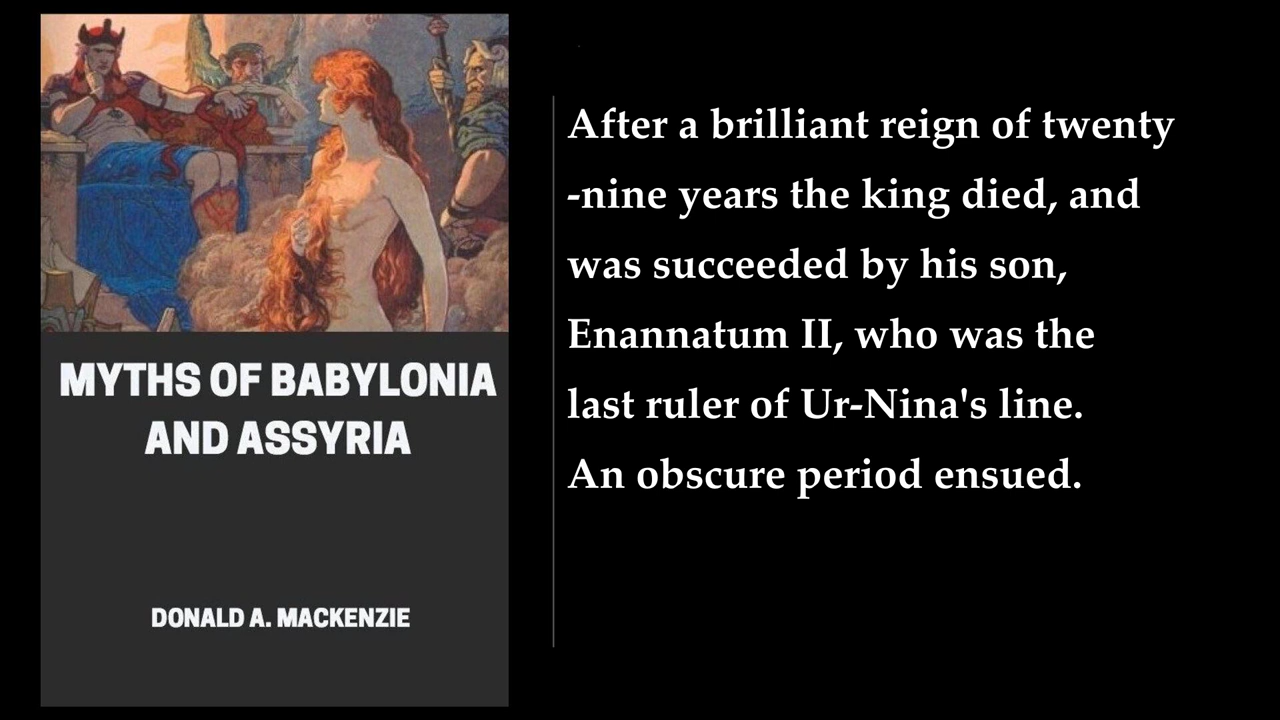 MYTHS OF BABYLONIA
AND ASSYRIA
DONALD A. MACKENZIE
After a brilliant reign of twenty
-nine years the king died, and
was succeeded by his son,
Enannatum II, who was the
last ruler of Ur-Nina's line.
An obscure period ensued.